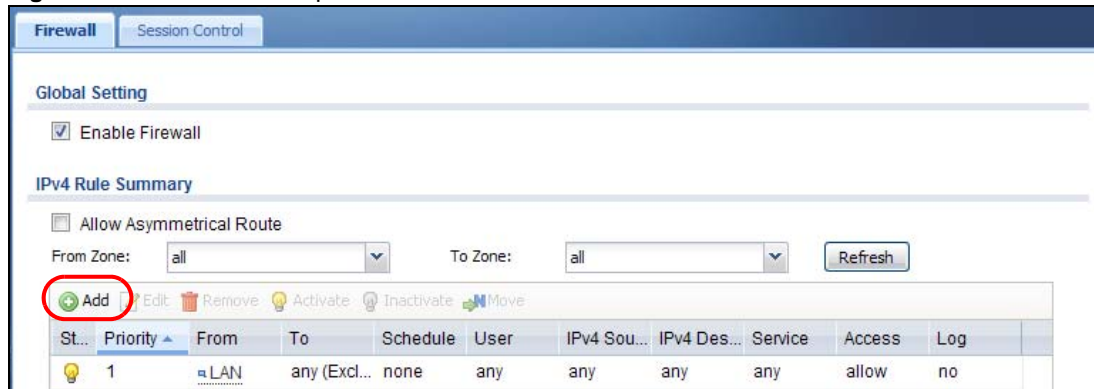 Firewall Session Control
Global Setting
Enable Firewall
IPv4 Rule Summary
Allow Asymmetrical Route
From Zone: all To Zone: all Refresh
Add Edit Remove Activate Inactivate Move
St... Priority From To Schedule User IPv4 Sou... IPv4 Des... Service Access Log
1 LAN any (Excl... none any any any any allow no